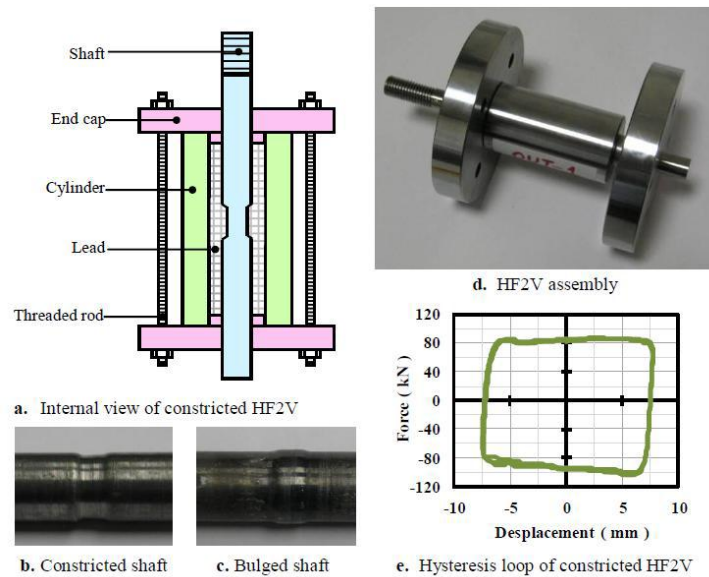 Shaft
End cap
Cylinder
Lead
Threaded rod
a. Internal view of constricted HF2V
b. Constricted shaft
c. Bulged shaft
d. HF2V assembly
120
80
40
0
-40
-80
-120
Force ( kN )
-10
-5
0
5
10
Desplacement ( mm )
e. Hysteresis loop of constricted HF2V